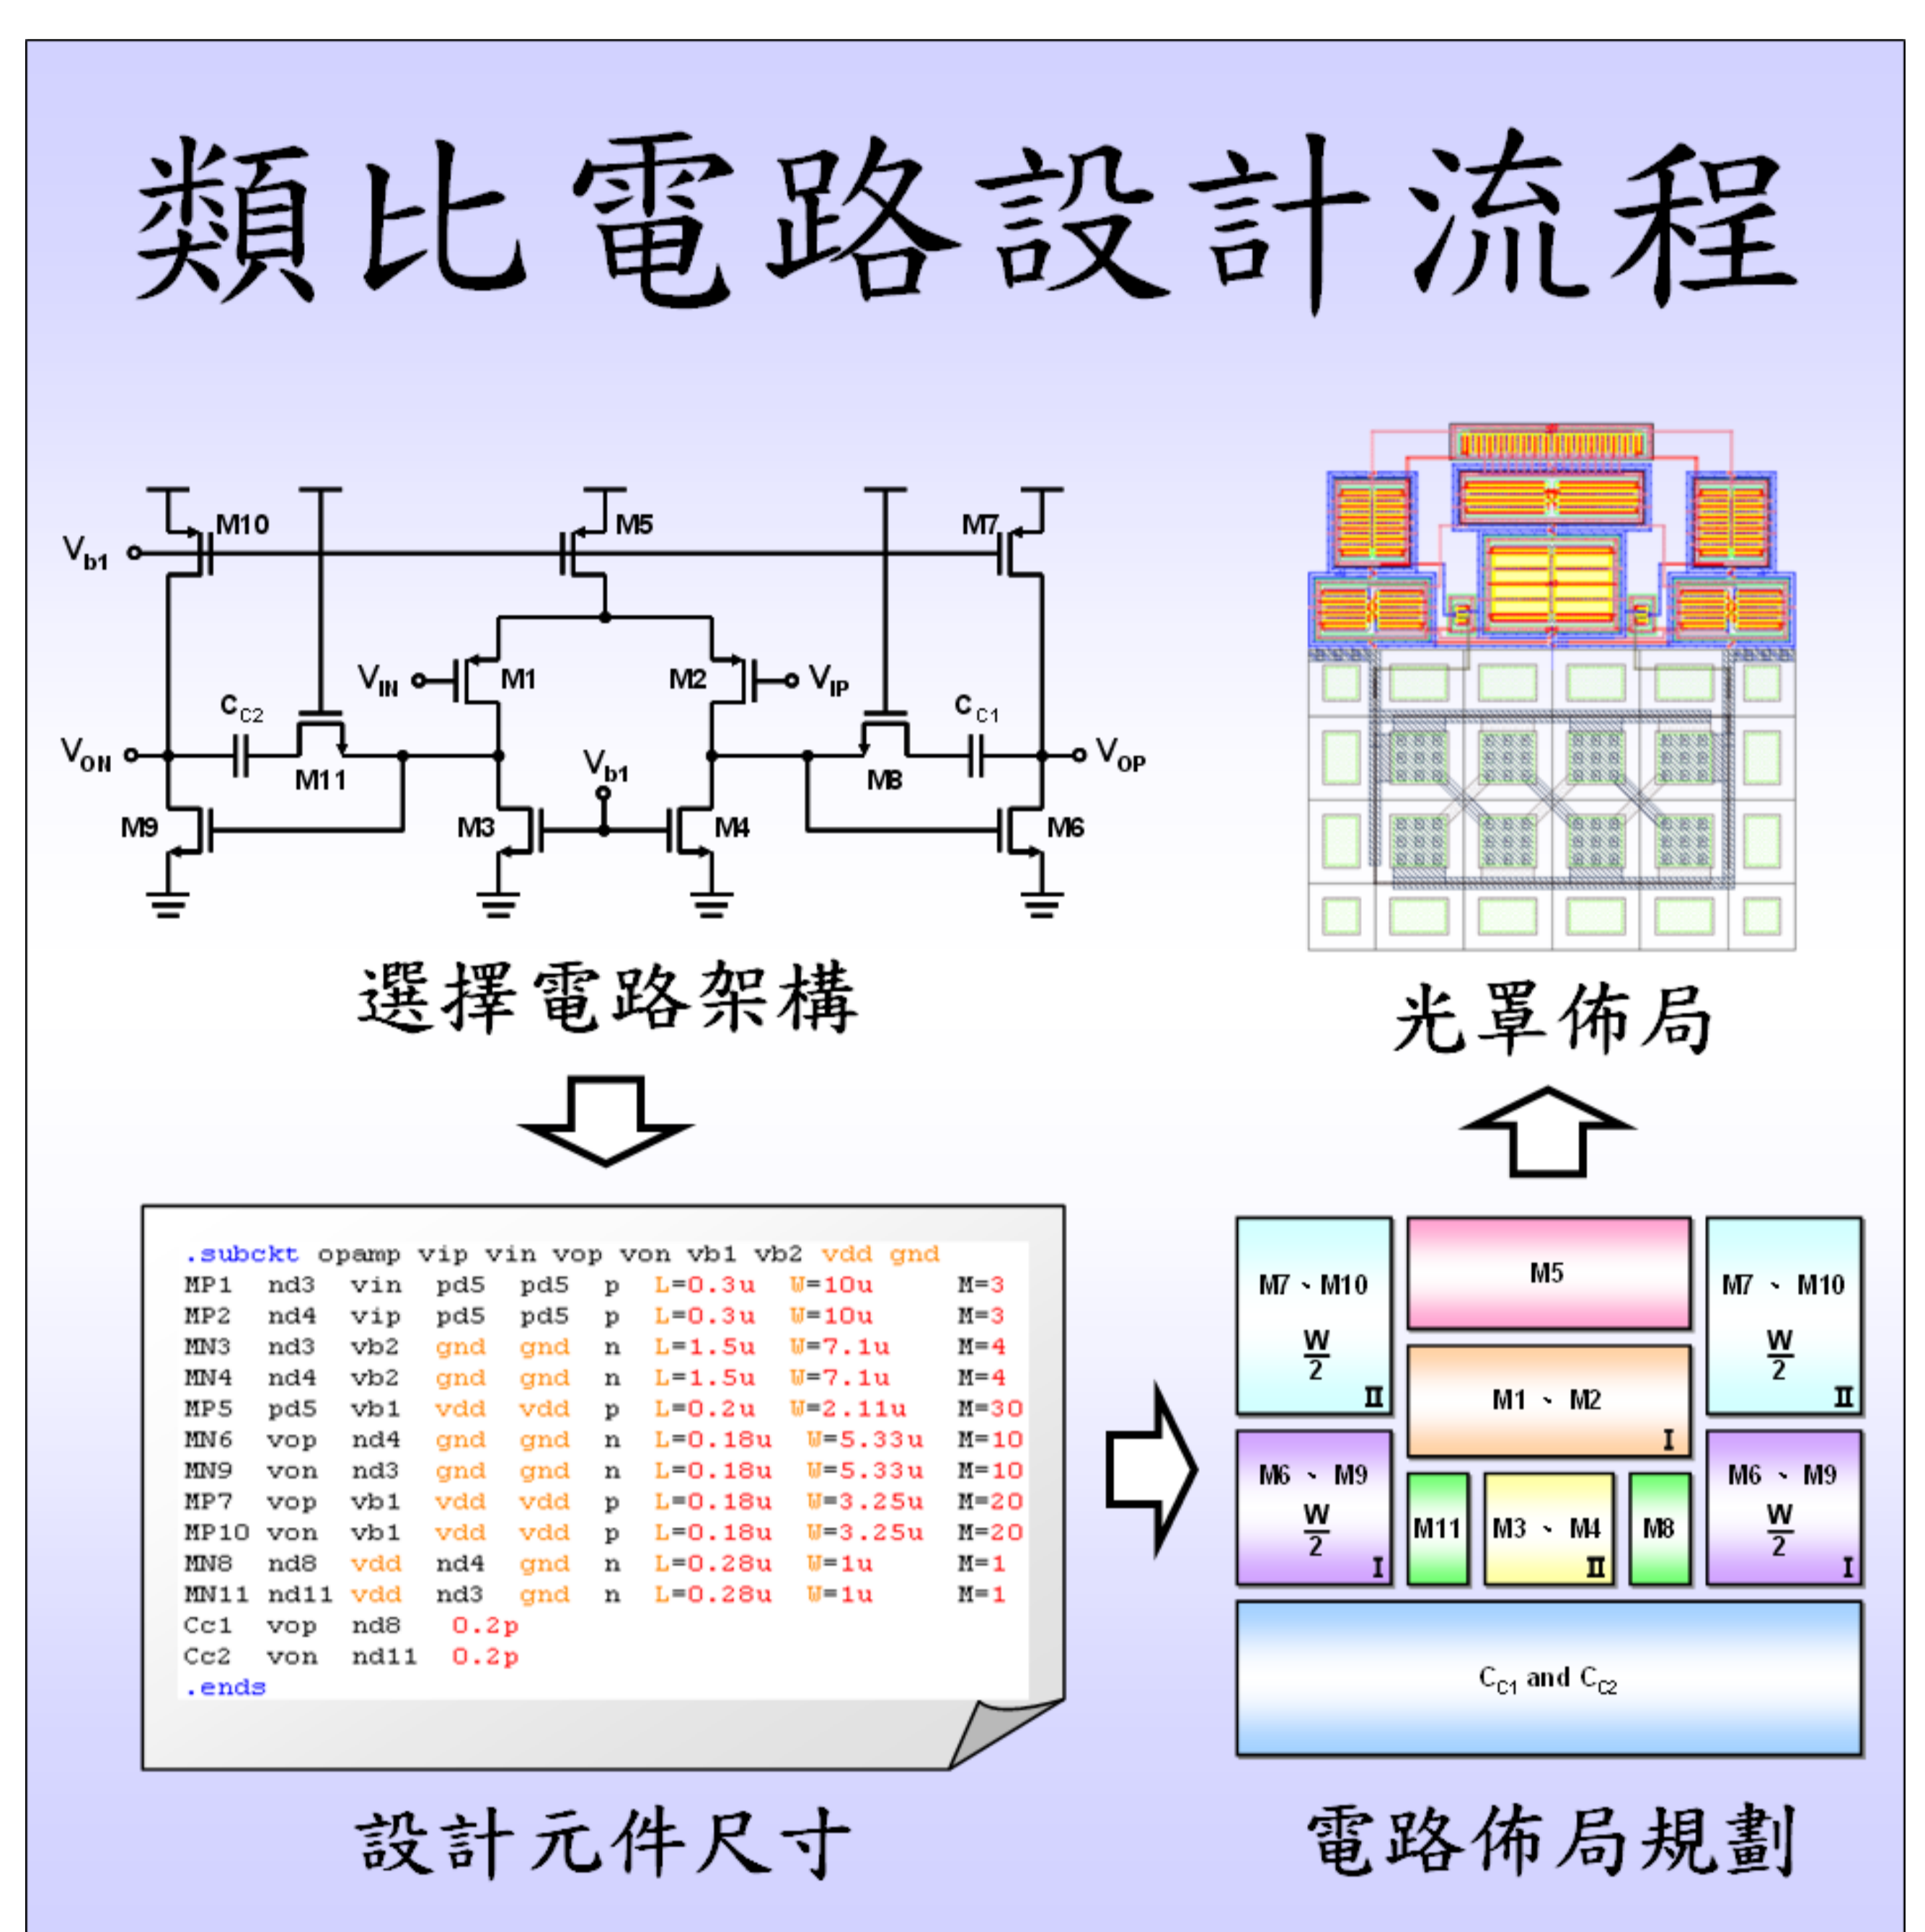 類比電路設計流程
M10
M5
M7
Vb1
VIN
M1
M2
VIP
CC2
CC1
VON
M11
Vb1
M8
VOP
M9
M3
M4
M6
選擇電路架構
光罩佈局
.subckt opamp vip vin vop von vb1 vb2 vdd gnd
MP1 nd3 vin pd5 pd5 p L=0.3u W=10u M=3
MP2 nd4 vip pd5 pd5 p L=0.3u W=10u M=3
MN3 nd3 vb2 gnd gnd n L=1.5u W=7.1u M=4
MN4 nd4 vb2 gnd gnd n L=1.5u W=7.1u M=4
MP5 pd5 vb1 vdd vdd p L=0.2u W=2.11u M=30
MN6 vop nd4 gnd gnd n L=0.18u W=5.33u M=10
MN9 von nd3 gnd gnd n L=0.18u W=5.33u M=10
MP7 vop vb1 vdd vdd p L=0.18u W=3.25u M=20
MP10 von vb1 vdd vdd p L=0.18u W=3.25u M=20
MN8 nd8 vdd nd4 gnd n L=0.28u W=1u M=1
MN11 nd11 vdd nd3 gnd n L=0.28u W=1u M=1
Cc1 vop nd8 0.2p
Cc2 von nd11 0.2p
.ends
設計元件尺寸
M7、M10
W
2
II
M5
M7、M10
W
2
II
M1、M2
I
M6、M9
W
2
I
M11
M3、M4
II
M8
M6、M9
W
2
I
CC1 and CC2
電路佈局規劃